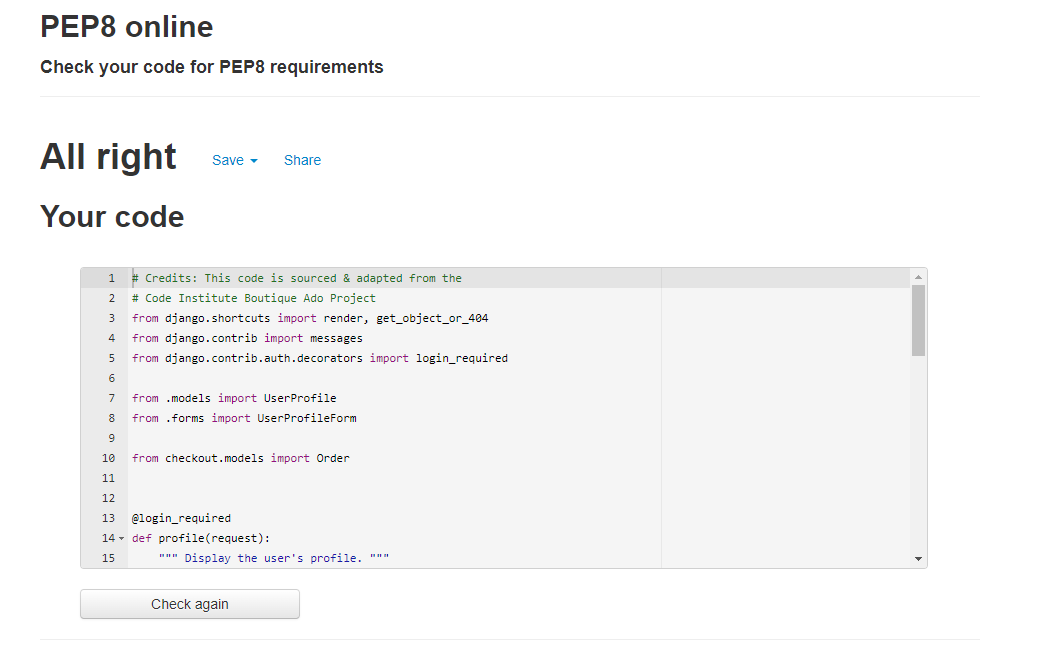 PEP8 online
Check your code for PEP8 requirements
All right Save Share
Your code
1 # Credits: This code is sourced & adapted from the
2 # Code Institute Boutique Ado Project
3 from django.shortcuts import render, get_object_or_404
4 from django.contrib import messages
5 from django.contrib.auth.decorators import login_required
6
7 from .models import UserProfile
8 from .forms import UserProfileForm
9
10 from checkout.models import Order
11
12
13 @login_required
14 def profile(request):
15     """ Display the user's profile. """
Check again